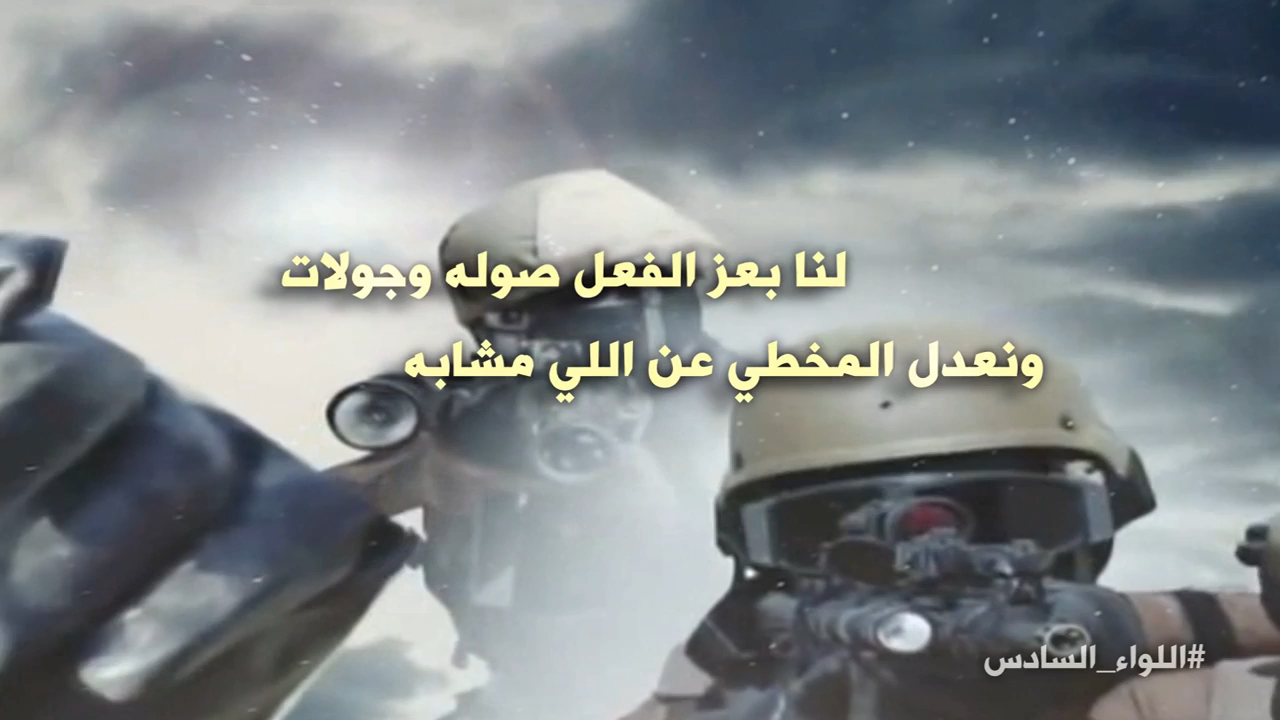 لنا بعز الفعل صوله وجولات
ونعدل المخطي عن اللي مشابه
#اللواء_السادس